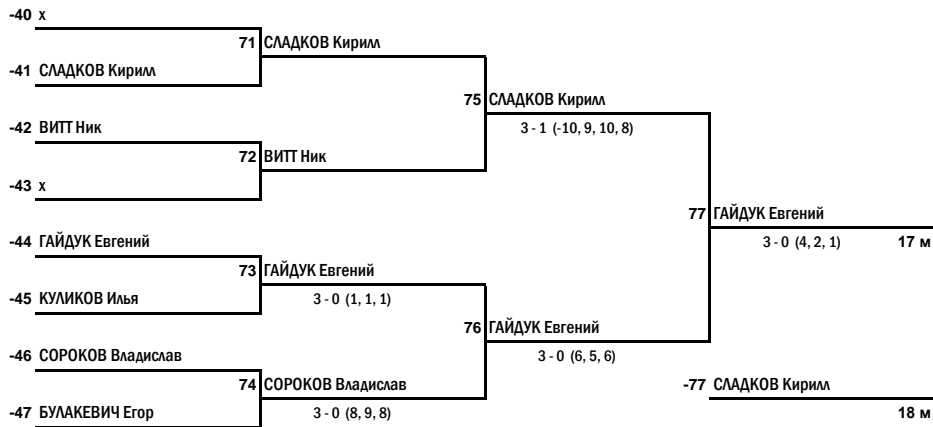 -40 х
71 СЛАДКОВ Кирилл
-41 СЛАДКОВ Кирилл
75 СЛАДКОВ Кирилл
3 - 1 (-10, 9, 10, 8)
-42 ВИТТ Ник
72 ВИТТ Ник
-43 х
77 ГАЙДУК Евгений
3 - 0 (4, 2, 1) 17 м
-44 ГАЙДУК Евгений
73 ГАЙДУК Евгений
3 - 0 (1, 1, 1)
-45 КУЛИКОВ Илья
76 ГАЙДУК Евгений
3 - 0 (6, 5, 6)
-46 СОРОКОВ Владислав
74 СОРОКОВ Владислав
3 - 0 (8, 9, 8)
-47 БУЛАКЕВИЧ Егор
-77 СЛАДКОВ Кирилл
18 м